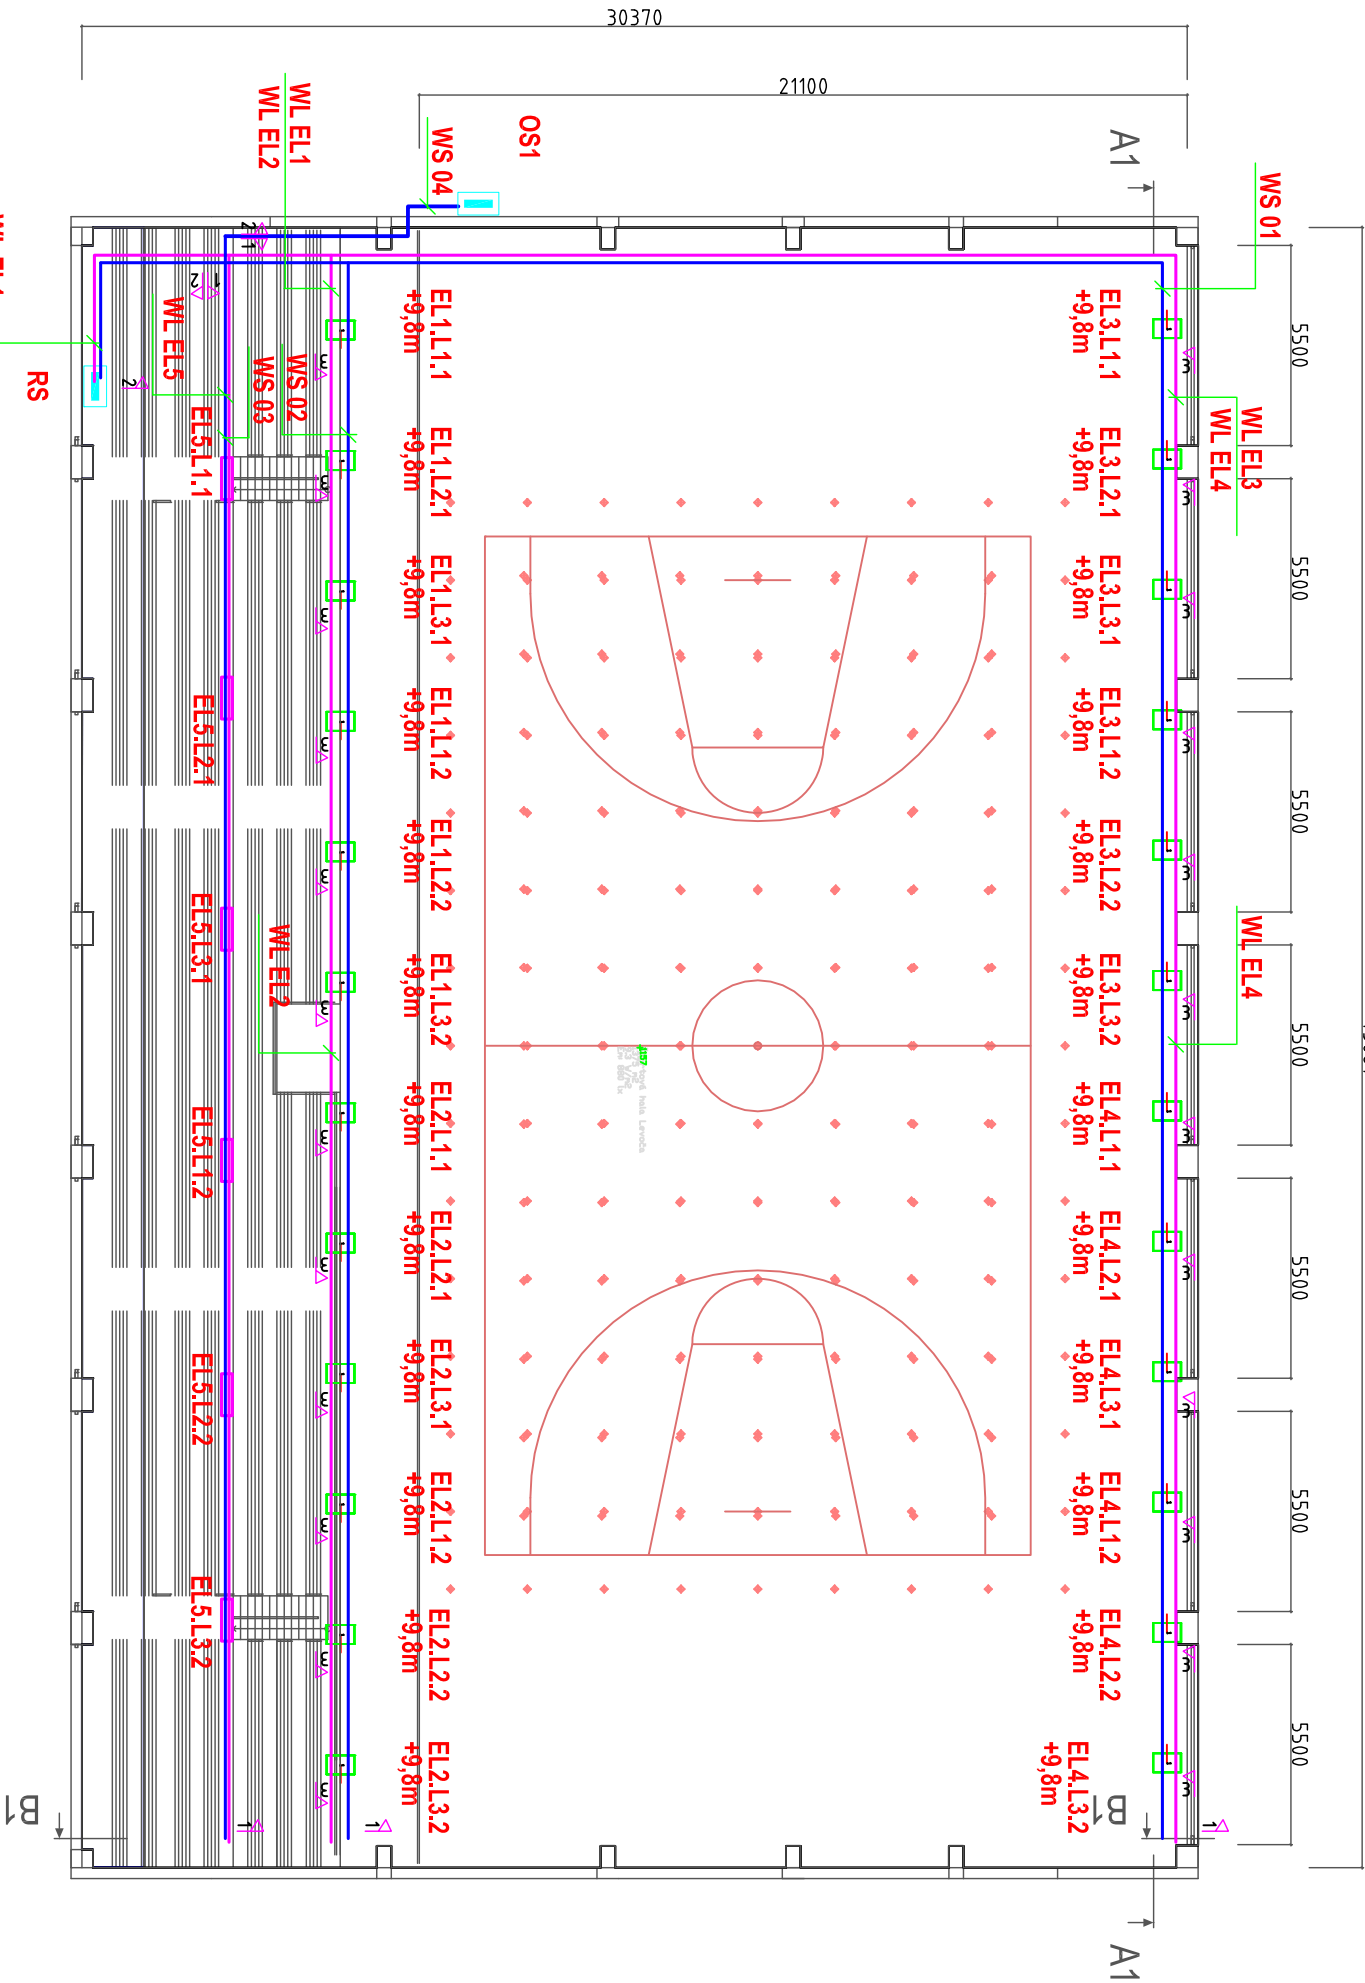 30370
21100
A1
OS1
WS 04
WL EL1
WL EL2
WS 01
WL EL3
WL EL4
WL EL4
5500
5500
5500
5500
5500
5500
5500
EL3.L1.1
+9,8m
EL3.L2.1
+9,8m
EL3.L3.1
+9,8m
EL3.L1.2
+9,8m
EL3.L2.2
+9,8m
EL3.L3.2
+9,8m
EL4.L1.1
+9,8m
EL4.L2.1
+9,8m
EL4.L3.1
+9,8m
EL4.L1.2
+9,8m
EL4.L2.2
+9,8m
EL4.L3.2
+9,8m
EL1.L1.1
+9,8m
EL1.L2.1
+9,8m
EL1.L3.1
+9,8m
EL1.L1.2
+9,8m
EL1.L2.2
+9,8m
EL1.L3.2
+9,8m
EL2.L1.1
+9,8m
EL2.L2.1
+9,8m
EL2.L3.1
+9,8m
EL2.L1.2
+9,8m
EL2.L2.2
+9,8m
EL2.L3.2
+9,8m
WS 02
WS 03
WL EL5
WL EL2
RS
EL5.L1.1
EL5.L2.1
EL5.L3.1
EL5.L1.2
EL5.L2.2
EL5.L3.2
B1
B1
A1